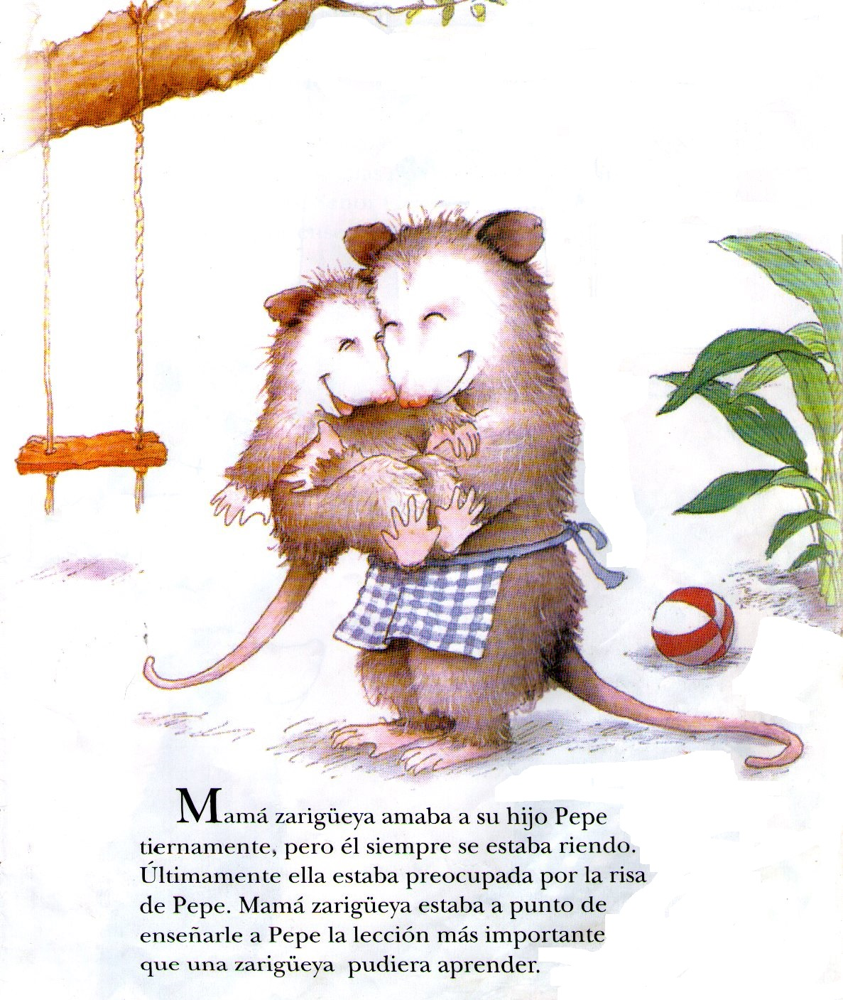 Mamá zarigüeya amaba a su hijo Pepe
tiernamente, pero él siempre se estaba riendo.
Últimamente ella estaba preocupada por la risa
de Pepe. Mamá zarigüeya estaba a punto de
enseñarle a Pepe la lección más importante
que una zarigüeya pudiera aprender.